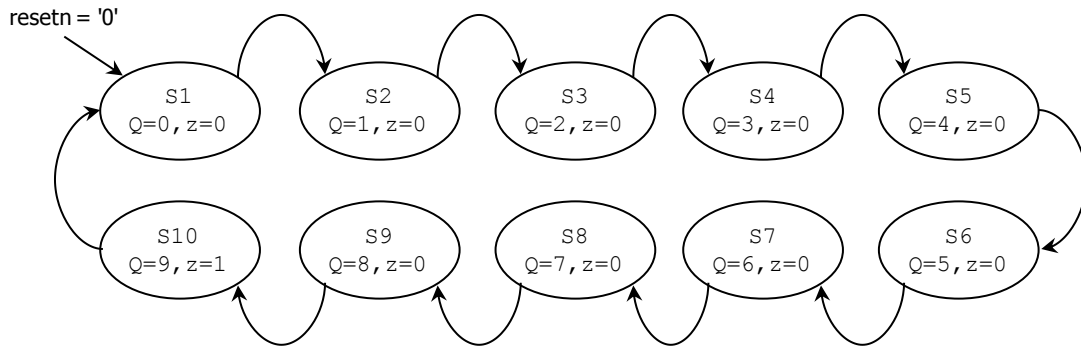 resetn = '0'
S1
Q=0,z=0
S2
Q=1,z=0
S3
Q=2,z=0
S4
Q=3,z=0
S5
Q=4,z=0
S10
Q=9,z=1
S9
Q=8,z=0
S8
Q=7,z=0
S7
Q=6,z=0
S6
Q=5,z=0